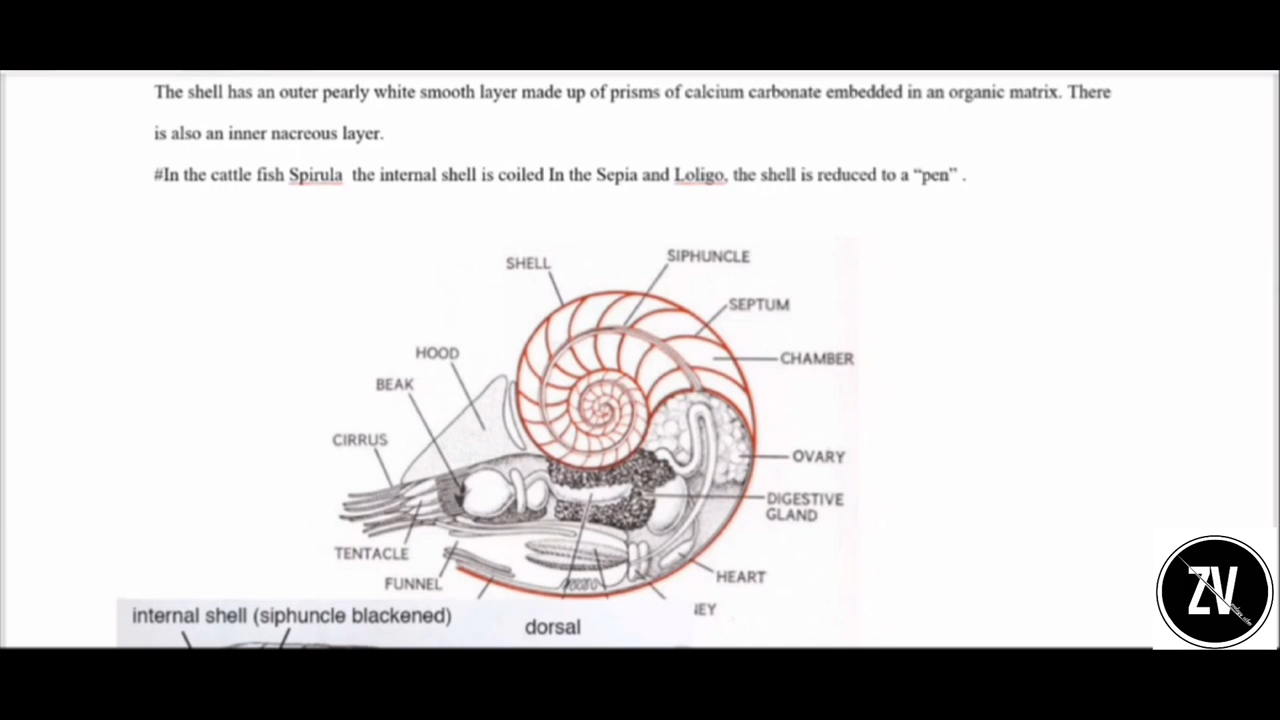 The shell has an outer pearly white smooth layer made up of prisms of calcium carbonate embedded in an organic matrix. There
is also an inner nacreous layer.
#In the cattle fish Spirula the internal shell is coiled In the Sepia and Loligo, the shell is reduced to a “pen” .
SHELL
SIPHUNCLE
SEPTUM
HOOD
CHAMBER
BEAK
CIRRUS
OVARY
DIGESTIVE
GLAND
TENTACLE
HEART
FUNNEL
internal shell (siphuncle blackened)
dorsal
ZV